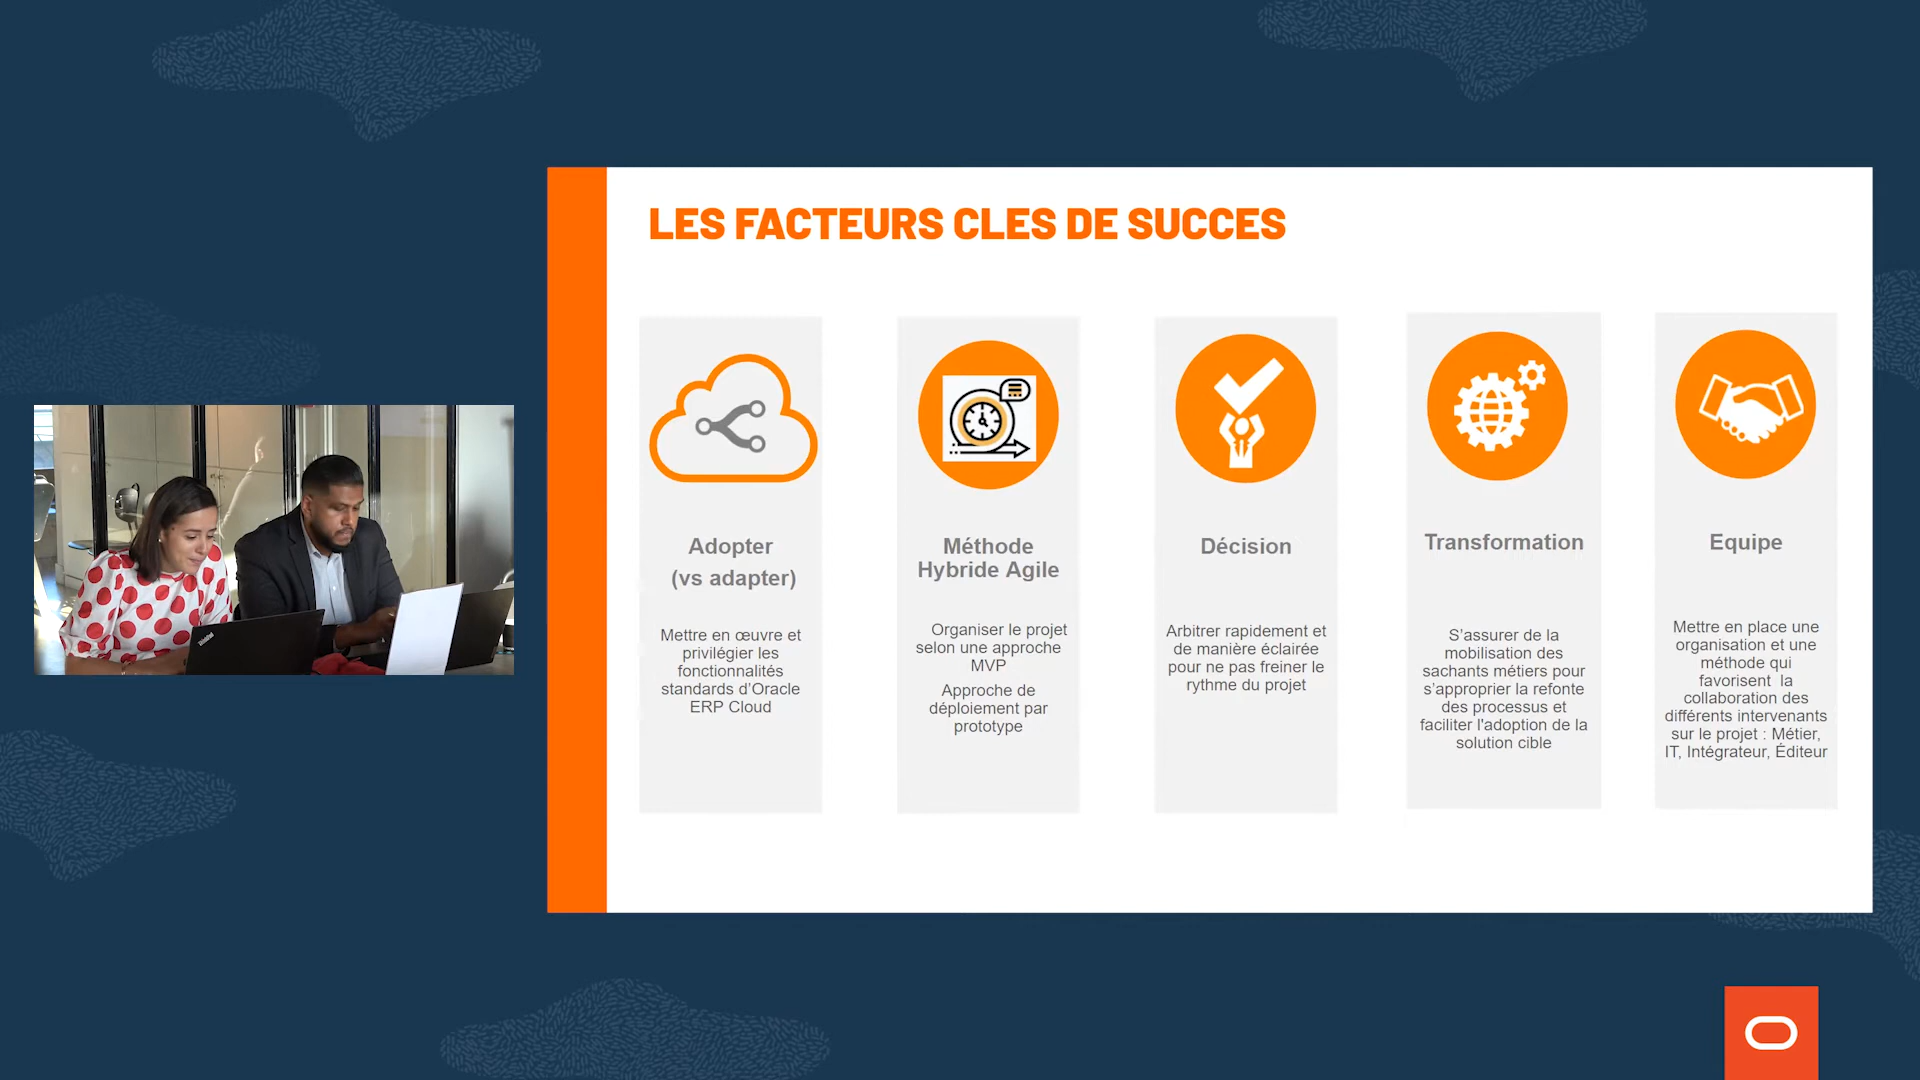 LES FACTEURS CLES DE SUCCES
Adopter
(vs adapter)
Mettre en œuvre et
privilégier les
fonctionnalités
standards d’Oracle
ERP Cloud
Méthode
Hybride Agile
Organiser le projet
selon une approche
MVP
Approche de
déploiement par
prototype
Décision
Arbitrer rapidement et
de manière éclairée
pour ne pas freiner le
rythme du projet
Transformation
S’assurer de la
mobilisation des
sachants métiers pour
s’approprier la refonte
des processus et
faciliter l'adoption de la
solution cible
Equipe
Mettre en place une
organisation et une
méthode qui
favorisent  la
collaboration des
différents intervenants
sur le projet : Métier,
IT, Intégrateur, Éditeur
ThinkPad